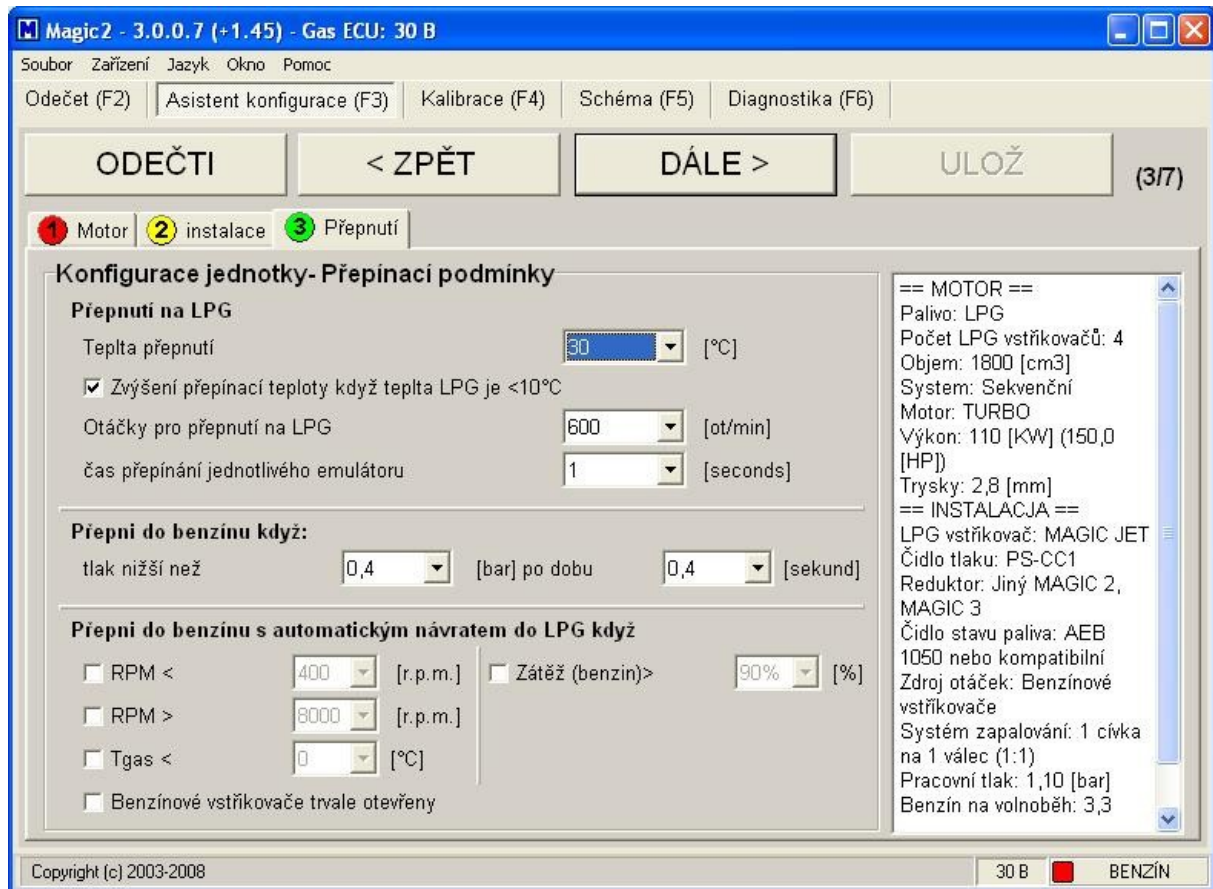 Magic2 - 3.0.0.7 (+1.45) - Gas ECU: 30 B
Soubor Zařízení Jazyk Okno Pomoc
Odečet (F2) Asistent konfigurace (F3) Kalibrace (F4) Schéma (F5) Diagnostika (F6)
ODEČTI < ZPĚT DÁLE > ULOŽ (3/7)
1 Motor 2 instalace 3 Přepnutí
Konfigurace jednotky- Přepínací podmínky
Přepnutí na LPG
Teplta přepnutí 30 [°C]
Zvýšení přepínací teploty když teplta LPG je <10°C
Otáčky pro přepnutí na LPG 600 [ot/min]
čas přepínání jednotlivého emulátoru 1 [seconds]
Přepni do benzínu když:
tlak nižší než 0,4 [bar] po dobu 0,4 [sekund]
Přepni do benzínu s automatickým návratem do LPG když
RPM < 400 [r.p.m.] Zátěž (benzin)> 90% [%]
RPM > 8000 [r.p.m.]
Tgas < 0 [°C]
Benzínové vstřikovače trvale otevřeny
== MOTOR ==
Palivo: LPG
Počet LPG vstřikovačů: 4
Objem: 1800 [cm3]
System: Sekvenční
Motor: TURBO
Výkon: 110 [KW] (150,0
[HP])
Trysky: 2,8 [mm]
== INSTALACJA ==
LPG vstřikovač: MAGIC JET
Čidlo tlaku: PS-CC1
Reduktor: Jiný MAGIC 2,
MAGIC 3
Čidlo stavu paliva: AEB
1050 nebo kompatibilní
Zdroj otáček: Benzínové
vstřikovače
Systém zapalování: 1 cívka
na 1 válec (1:1)
Pracovní tlak: 1,10 [bar]
Benzín na volnoběh: 3,3
Copyright (c) 2003-2008 30 B BENZÍN